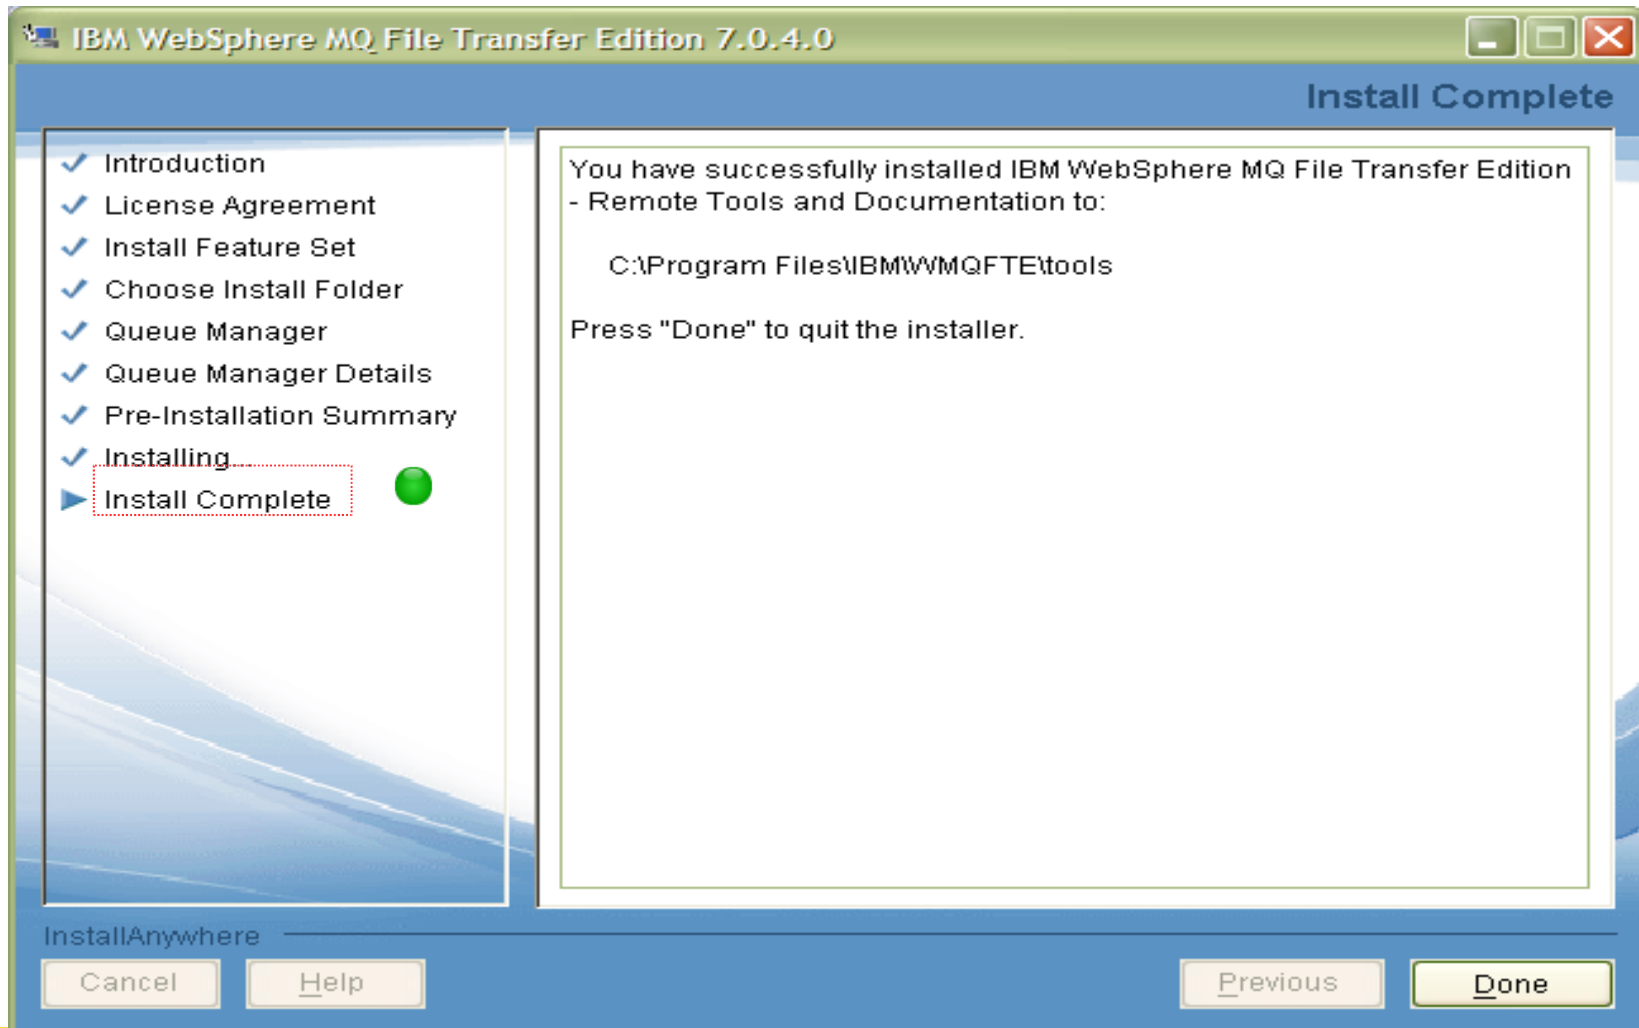 IBM WebSphere MQ File Transfer Edition 7.0.4.0
Install Complete
Introduction
License Agreement
Install Feature Set
Choose Install Folder
Queue Manager
Queue Manager Details
Pre-Installation Summary
Installing...
Install Complete
You have successfully installed IBM WebSphere MQ File Transfer Edition
- Remote Tools and Documentation to:
C:\Program Files\IBM\WMQFTE\tools
Press "Done" to quit the installer.
InstallAnywhere
Cancel
Help
Previous
Done